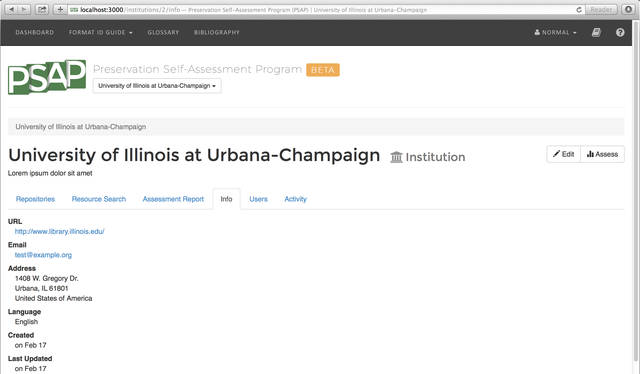 localhost:3000/institutions/2/info — Preservation Self-Assessment Program (PSAP) | University of Illinois at Urbana-Champaign
Reader
DASHBOARD FORMAT ID GUIDE GLOSSARY BIBLIOGRAPHY NORMAL
PSAP Preservation Self-Assessment Program BETA
University of Illinois at Urbana-Champaign
University of Illinois at Urbana-Champaign
University of Illinois at Urbana-Champaign Institution Edit Assess
Lorem ipsum dolor sit amet
Repositories Resource Search Assessment Report Info Users Activity
URL
http://www.library.illinois.edu/
Email
test@example.org
Address
1408 W. Gregory Dr.
Urbana, IL 61801
United States of America
Language
English
Created
on Feb 17
Last Updated
on Feb 17